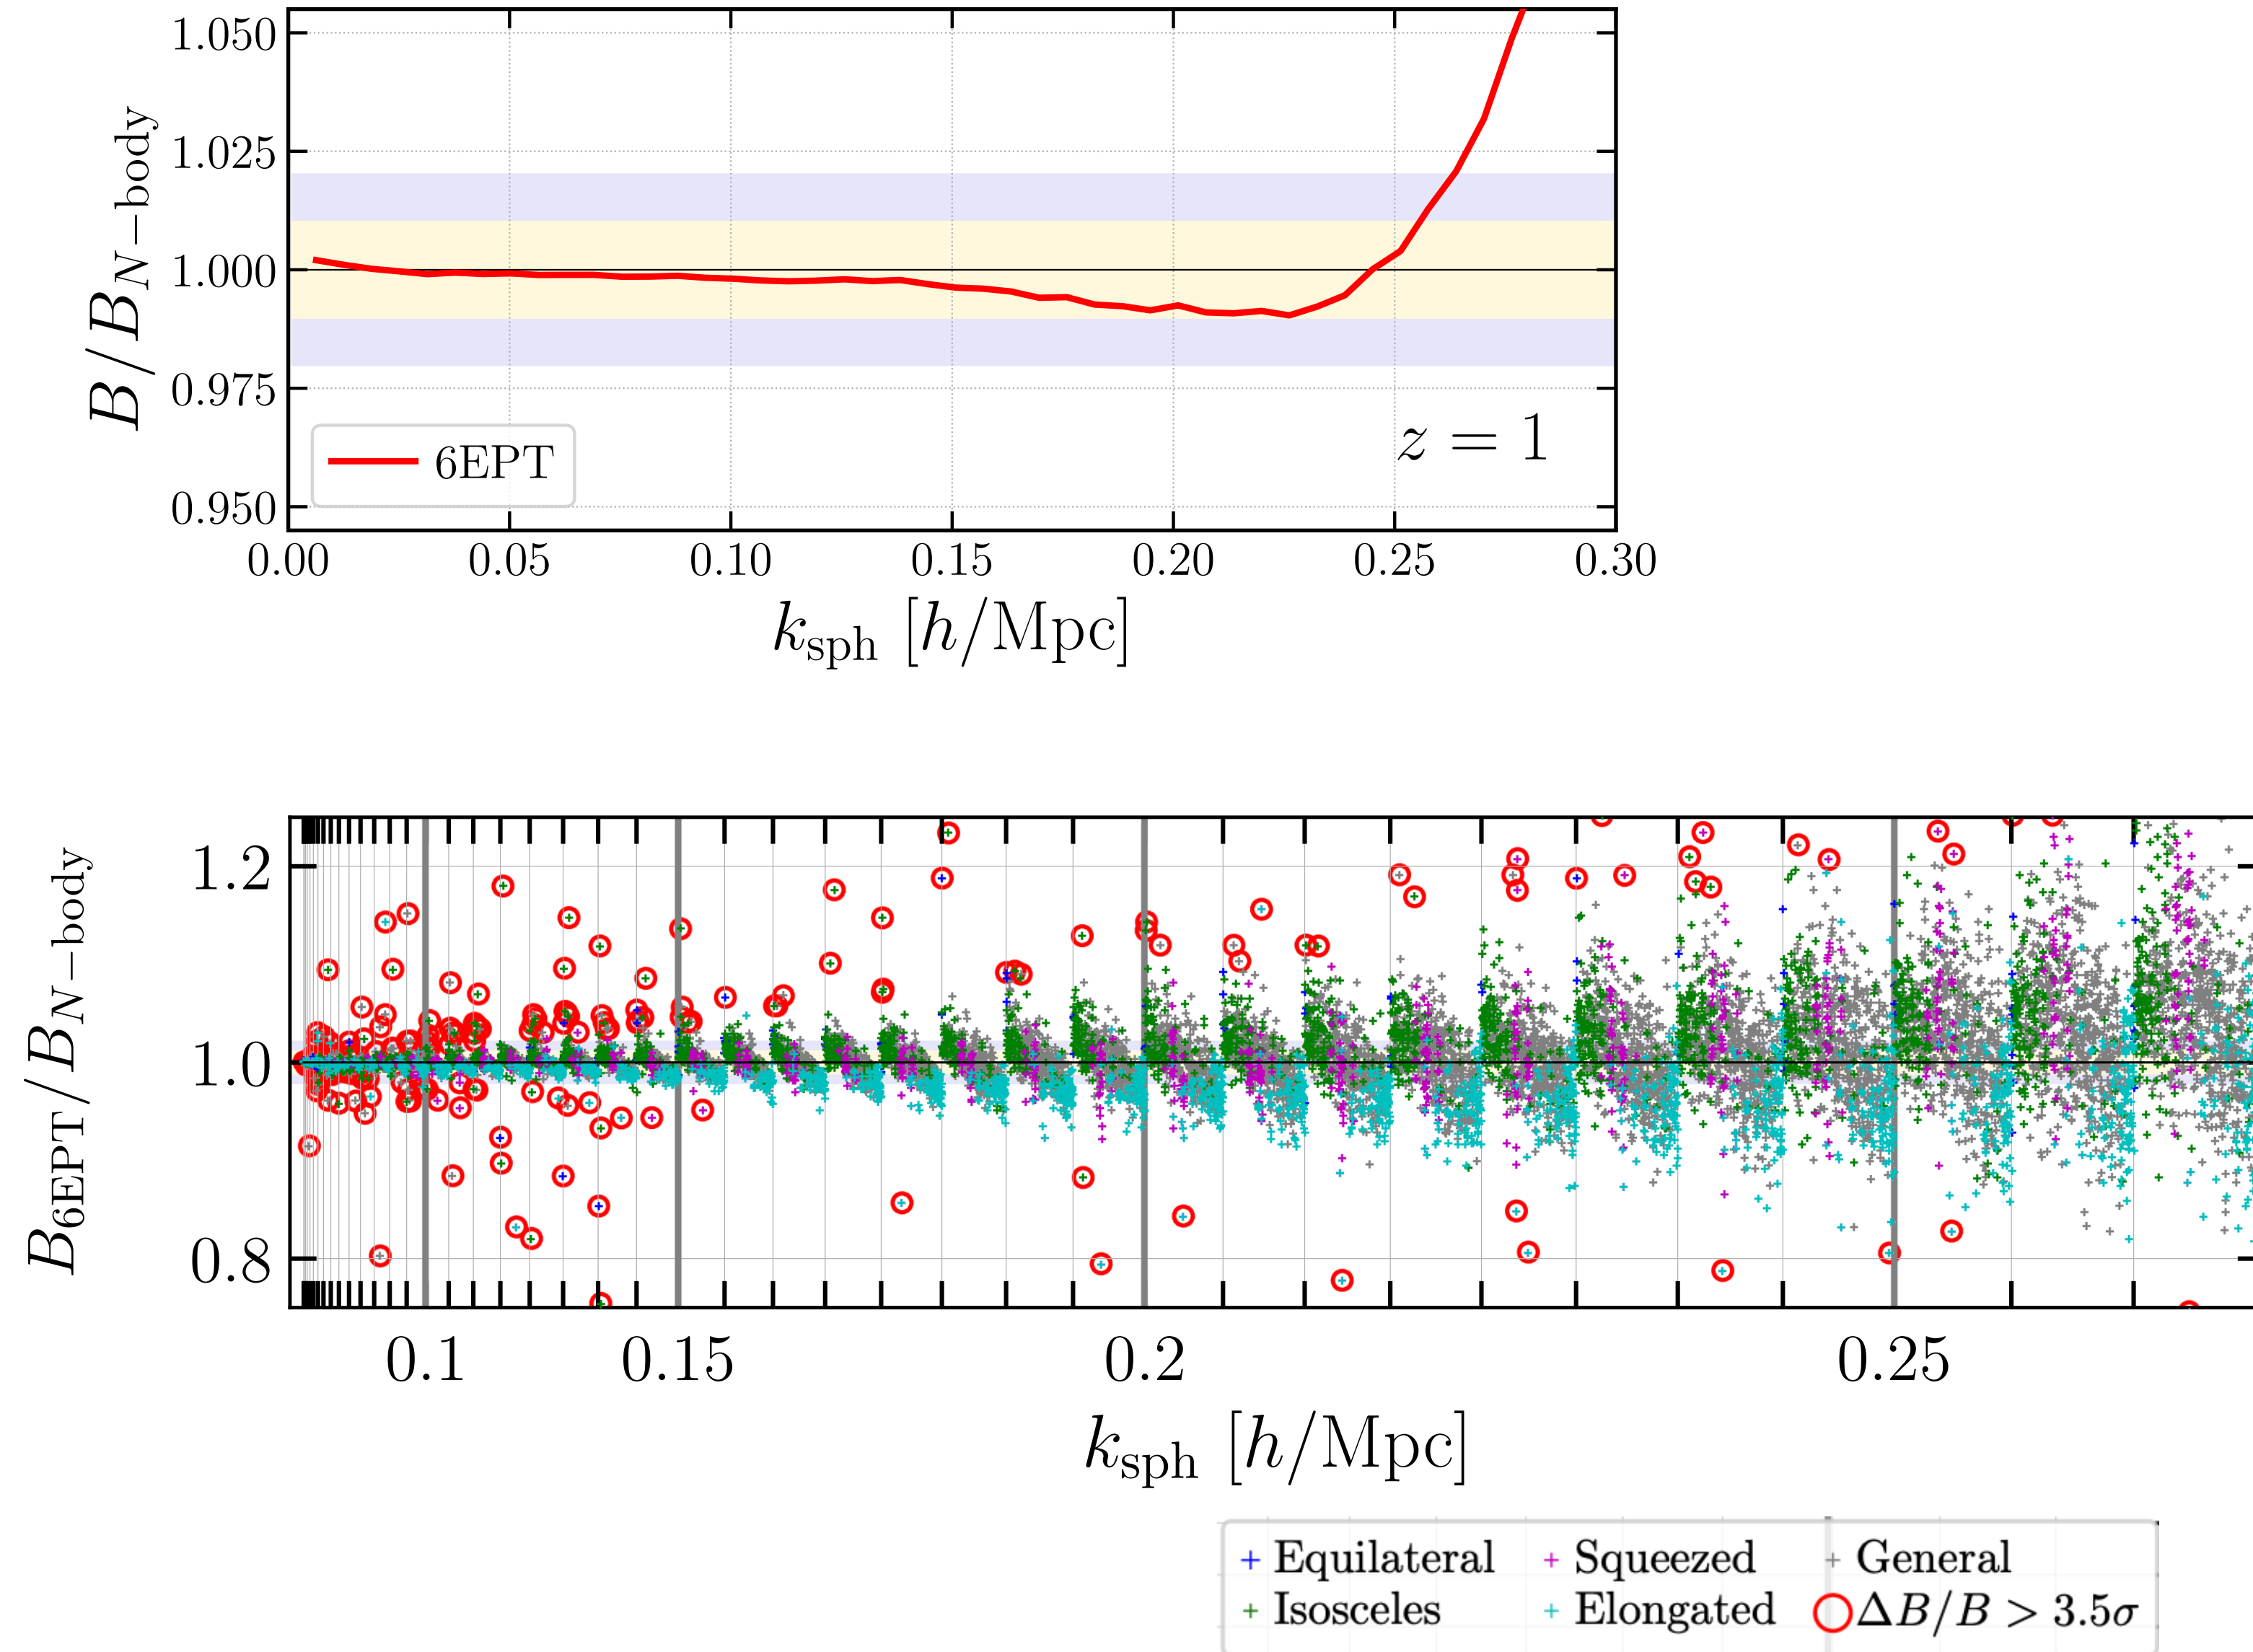 1.050
1.025
1.000
0.975
0.950
B/B_{N−body}
6EPT
z = 1
0.00 0.05 0.10 0.15 0.20 0.25 0.30
k_{sph} [h/Mpc]
1.2
1.0
0.8
B_{6EPT}/B_{N−body}
0.1 0.15 0.2 0.25
k_{sph} [h/Mpc]
Equilateral Squeezed General
Isosceles Elongated ΔB/B > 3.5σ